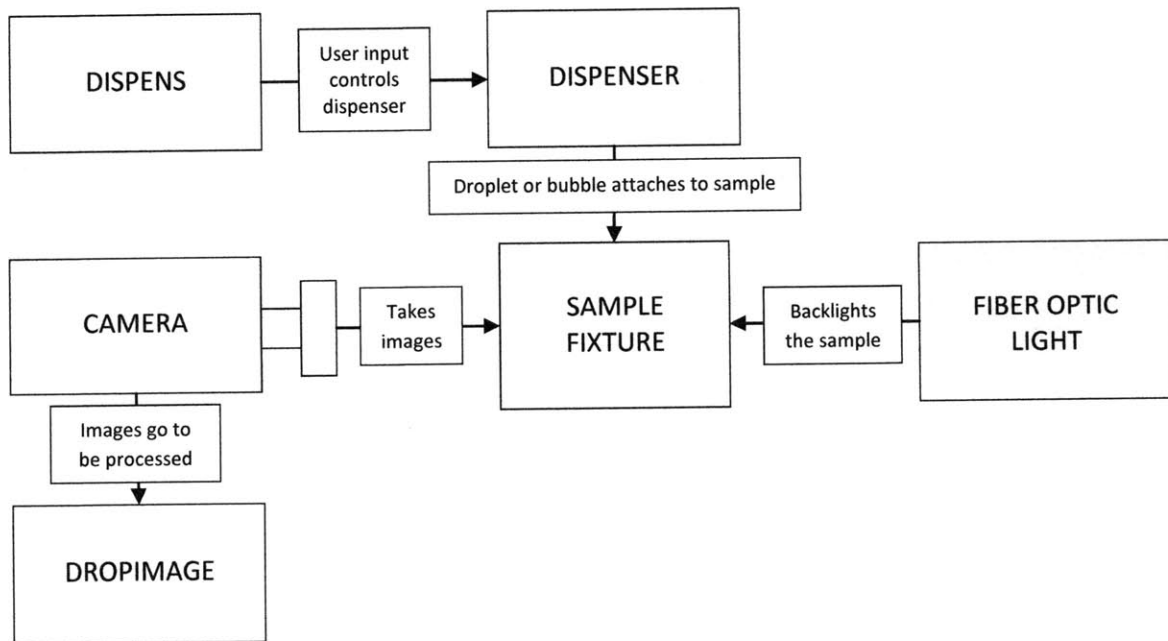 DISPENS
User input
controls
dispenser
DISPENSER
Droplet or bubble attaches to sample
CAMERA
Takes
images
SAMPLE
FIXTURE
Backlights
the sample
FIBER OPTIC
LIGHT
Images go to
be processed
DROPIMAGE